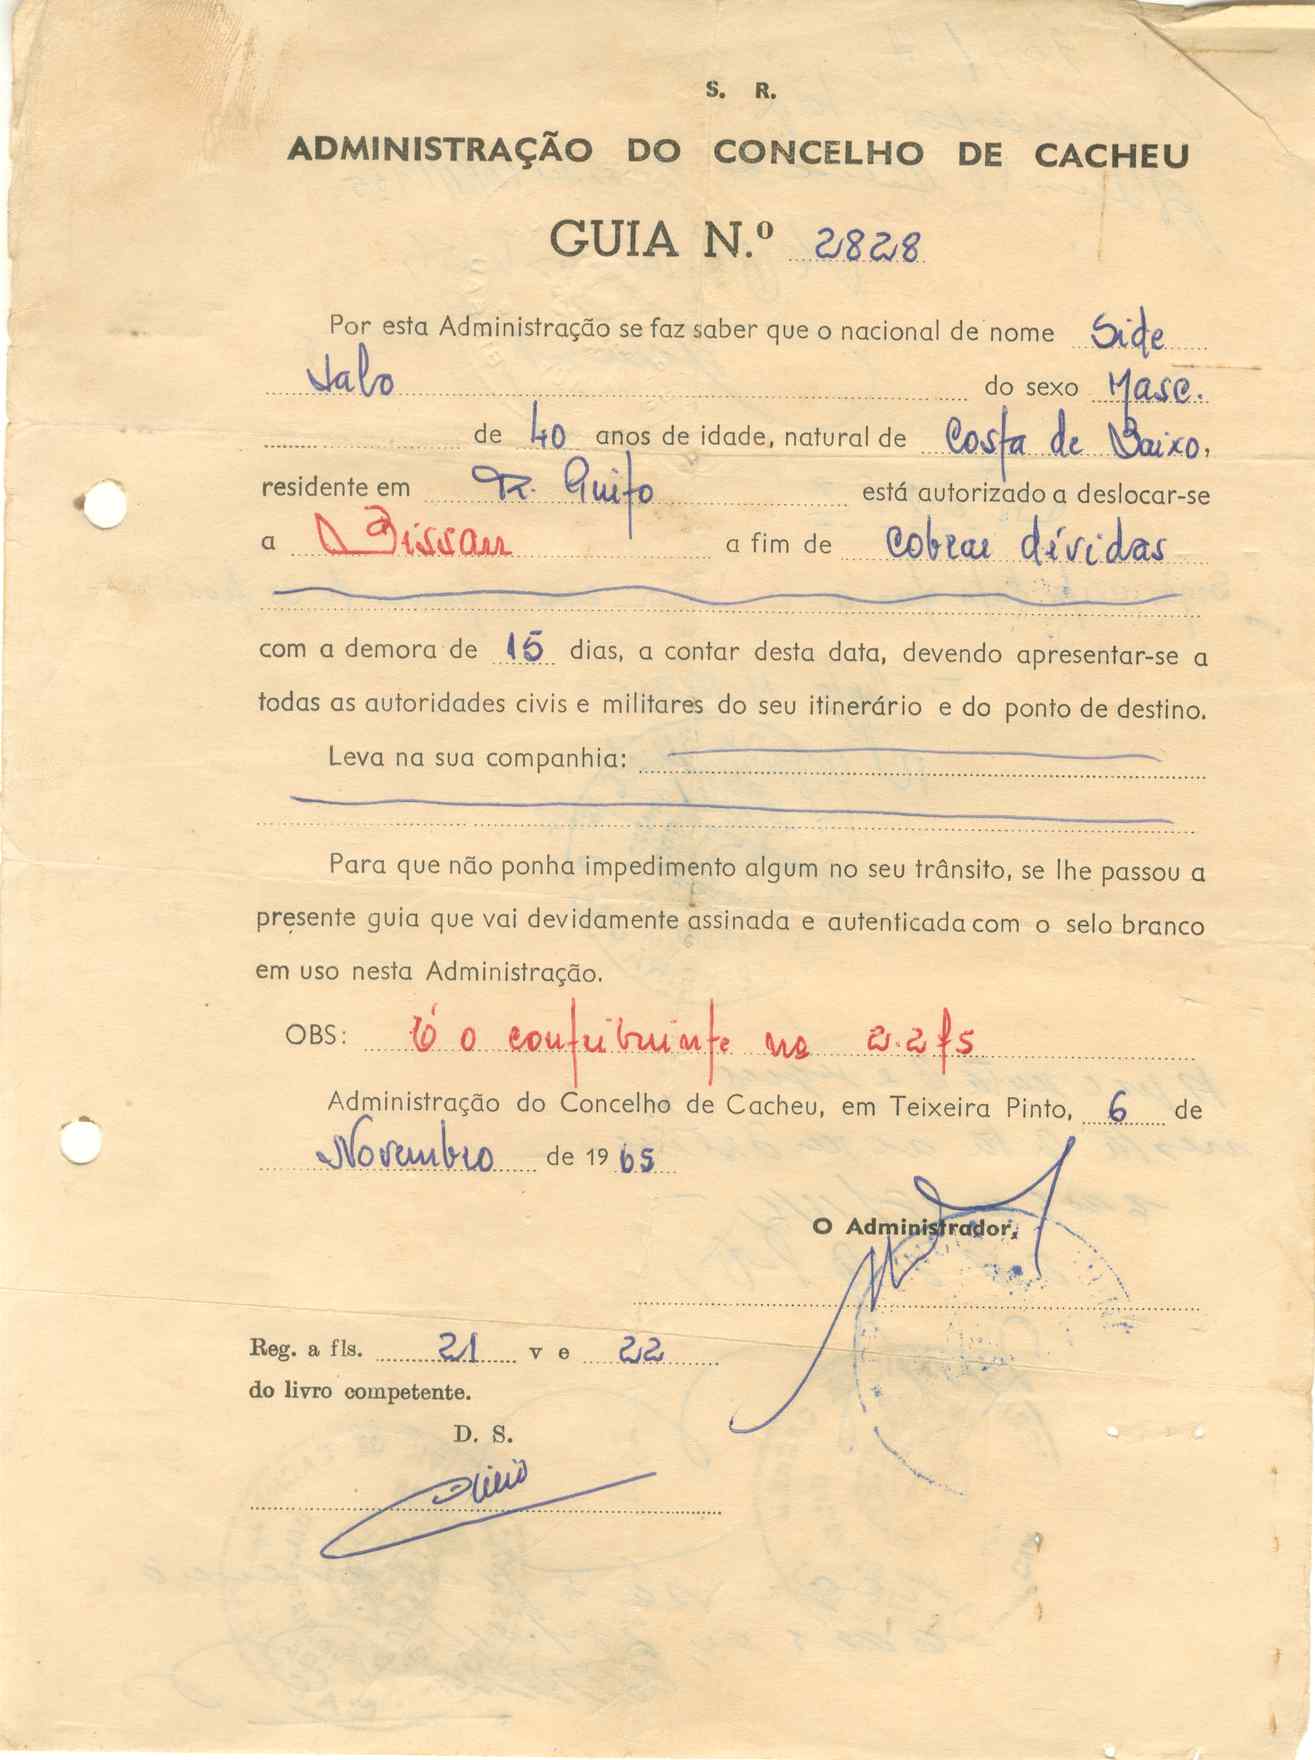 S. R.
ADMINISTRAÇÃO DO CONCELHO DE CACHEU
GUIA N.º 2828
Por esta Administração se faz saber que o nacional de nome Side
Jalo do sexo Masc.
de 40 anos de idade, natural de Costa de Baixo,
residente em está autorizado a deslocar-se
a Bissau a fim de cobrar dívidas
com a demora de 15 dias, a contar desta data, devendo apresentar-se a
todas as autoridades civis e militares do seu itinerário e do ponto de destino.
Leva na sua companhia:
Para que não ponha impedimento algum no seu trânsito, se lhe passou a
presente guia que vai devidamente assinada e autenticada com o selo branco
em uso nesta Administração.
OBS: É o contribuinte no
Administração do Concelho de Cacheu, em Teixeira Pinto, 6 de
Novembro de 1965
O Administrador,
Reg. a fls. 21 v e 22
do livro competente.
D. S.